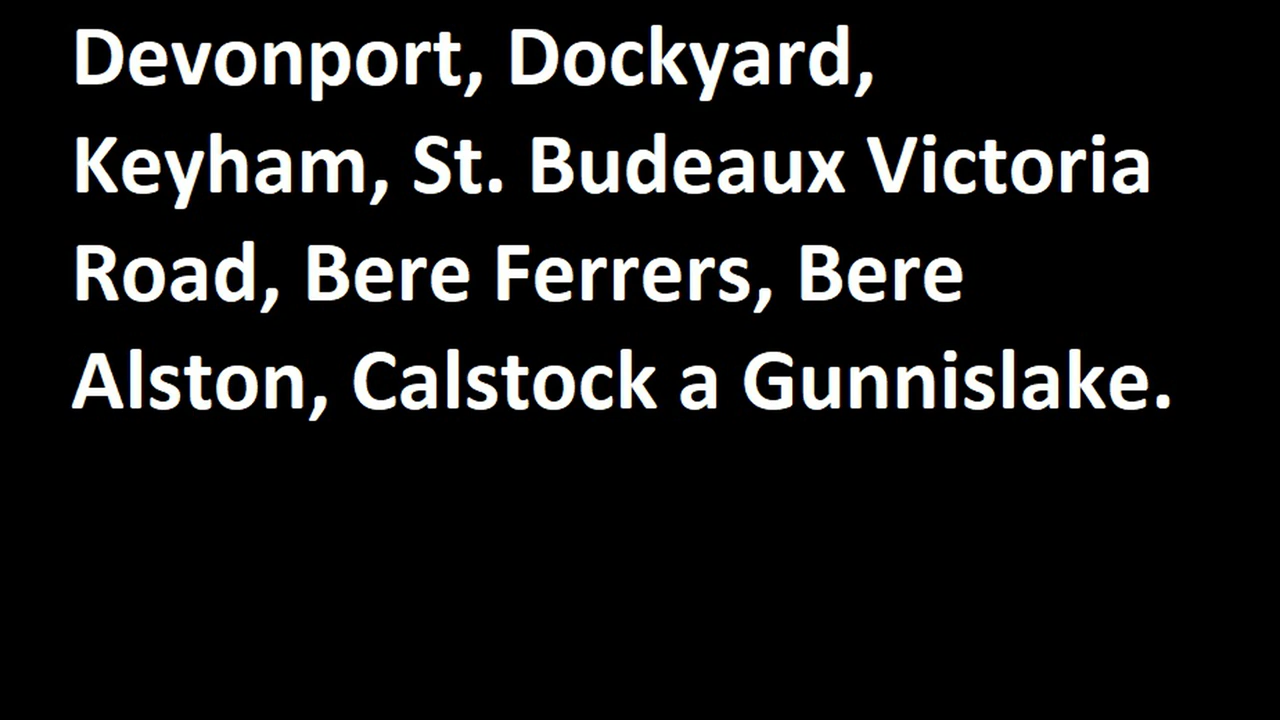 Devonport, Dockyard,
Keyham, St. Budeaux Victoria
Road, Bere Ferrers, Bere
Alston, Calstock a Gunnislake.